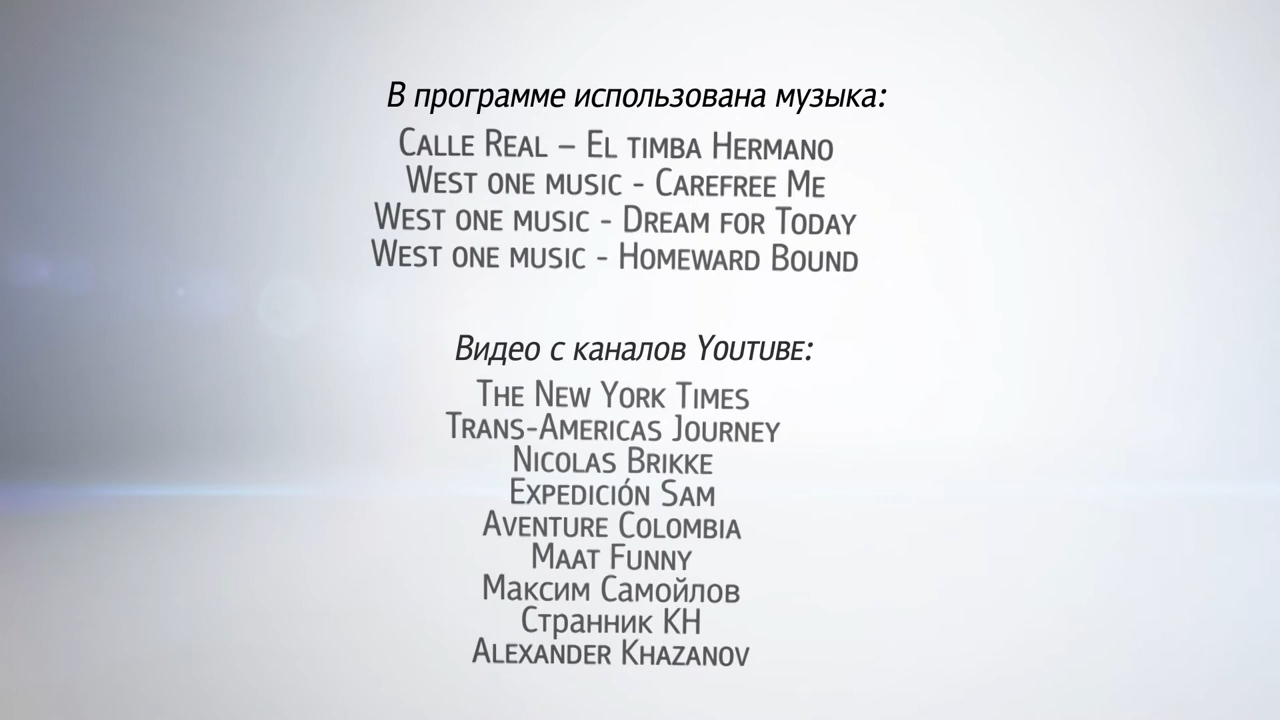 В программе использована музыка:
Calle Real – El timba Hermano
West one music - Carefree Me
West one music - Dream for Today
West one music - Homeward Bound
Видео с каналов Youtube:
The New York Times
Trans-Americas Journey
Nicolas Brikke
Expedición Sam
Aventure Colombia
Maat Funny
Максим Самойлов
Странник КН
Alexander Khazanov